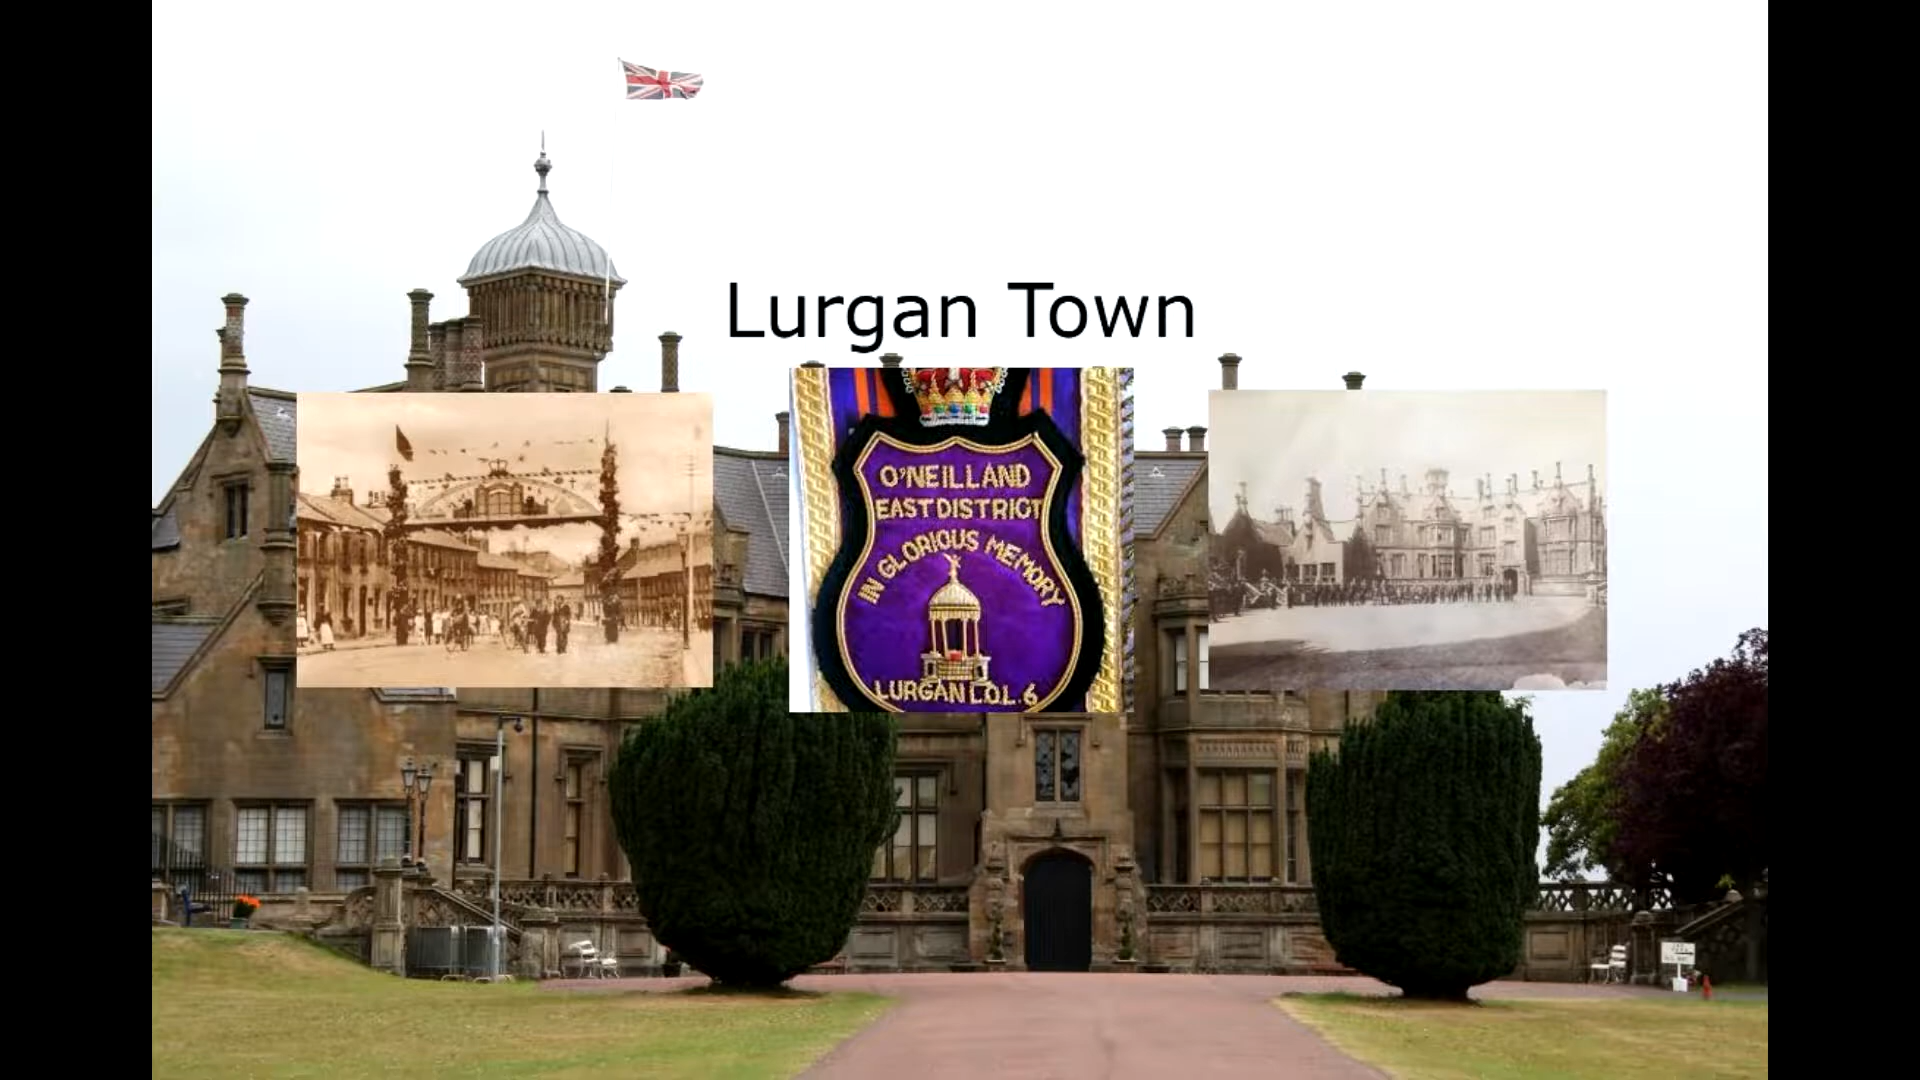 Lurgan Town
O'NEILLAND
EAST DISTRICT
IN GLORIOUS MEMORY
LURGAN L.O.L. 6